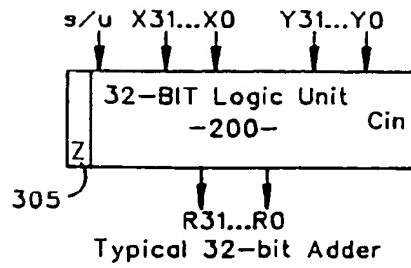 s/u X31...X0 Y31...Y0
32-BIT Logic Unit
-200- Cin
Z
305
R31...R0
Typical 32-bit Adder